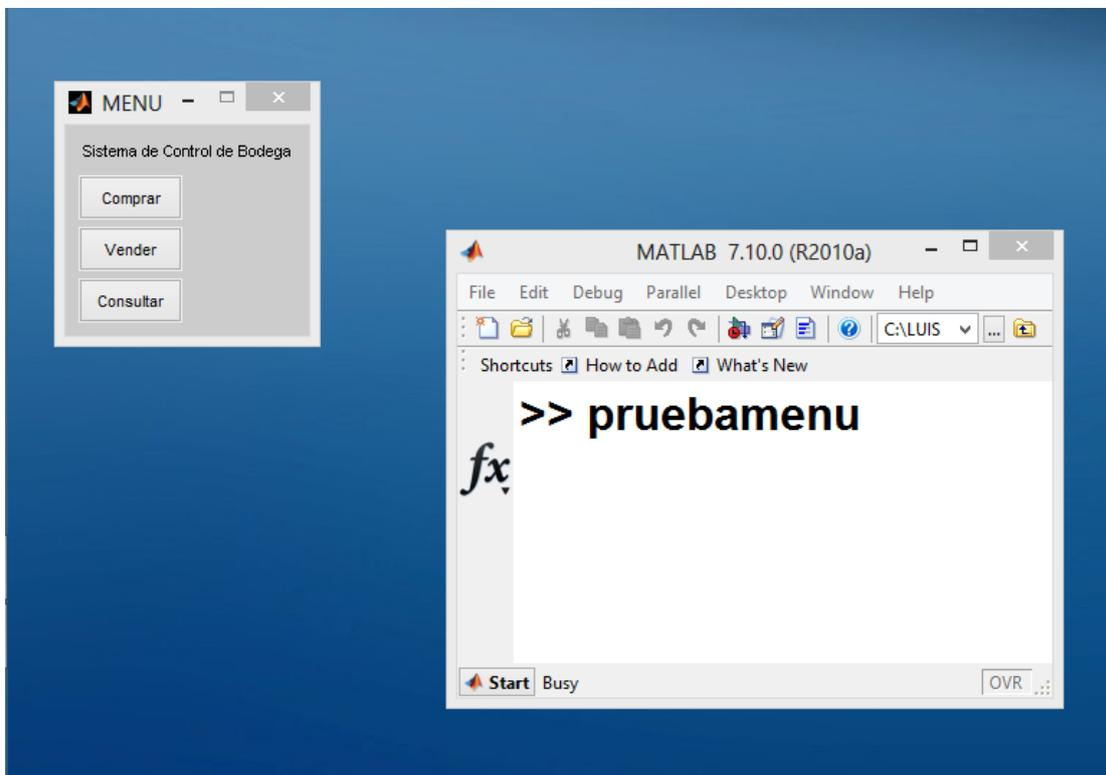 MENU
Sistema de Control de Bodega
Comprar
Vender
Consultar
MATLAB 7.10.0 (R2010a)
File Edit Debug Parallel Desktop Window Help
C:\LUIS ...
Shortcuts How to Add What's New
>> pruebamenu
fx
Start Busy OVR